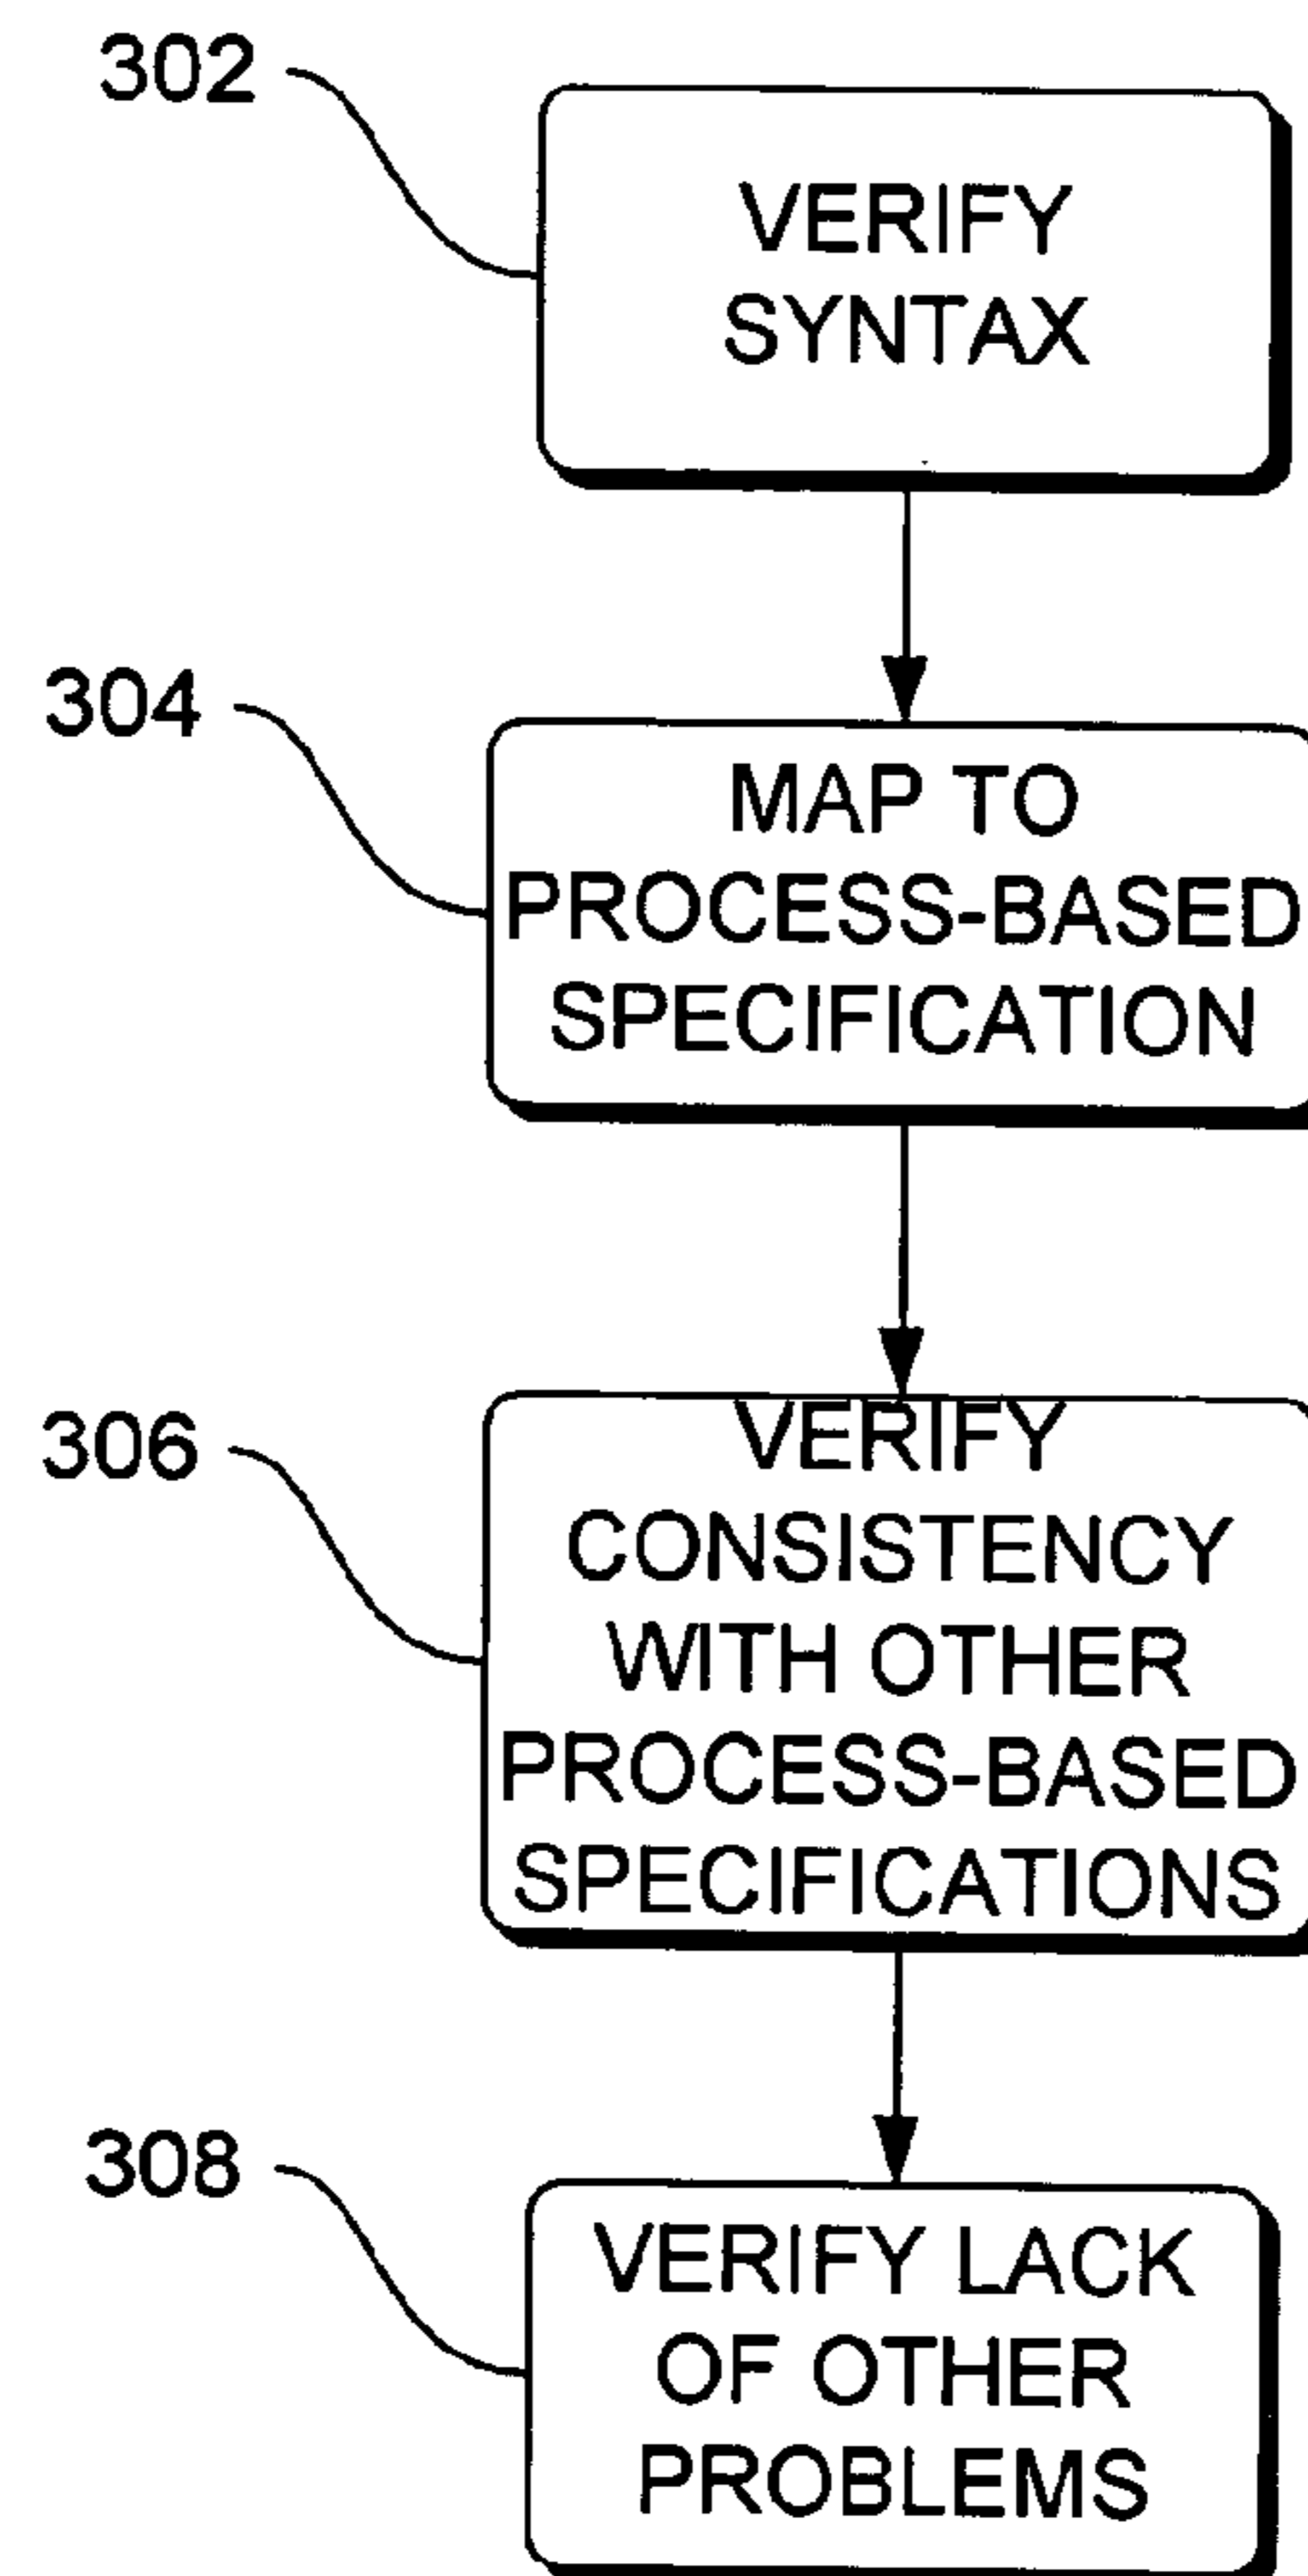 302
VERIFY
SYNTAX
304
MAP TO
PROCESS-BASED
SPECIFICATION
306
VERIFY
CONSISTENCY
WITH OTHER
PROCESS-BASED
SPECIFICATIONS
308
VERIFY LACK
OF OTHER
PROBLEMS